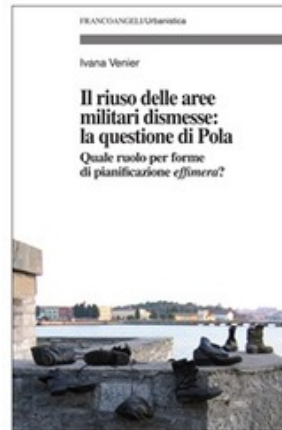 FRANCOANGELI/Urbanistica
Ivana Venier
Il riuso delle aree
militari dismesse:
la questione di Pola
Quale ruolo per forme
di pianificazione effimera?